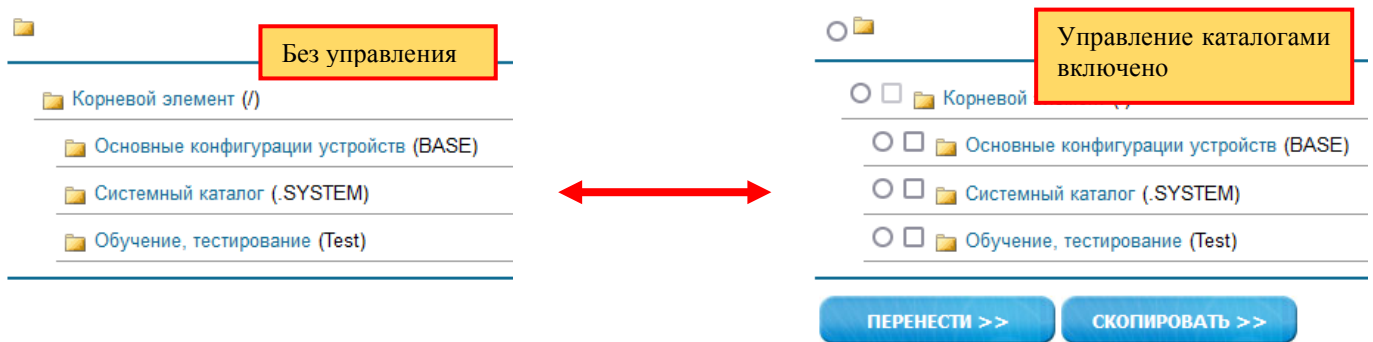 Без управления
Корневой элемент (/)
Основные конфигурации устройств (BASE)
Системный каталог (.SYSTEM)
Обучение, тестирование (Test)
Управление каталогами
включено
Корневой
Основные конфигурации устройств (BASE)
Системный каталог (.SYSTEM)
Обучение, тестирование (Test)
ПЕРЕНЕСТИ >> СКОПИРОВАТЬ >>